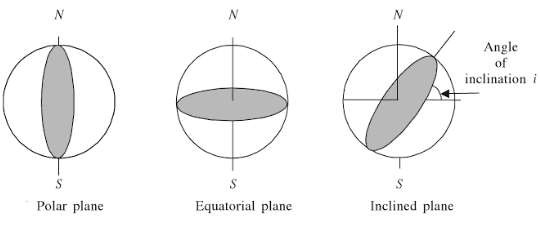 N
N
N
Angle
of
inclination i
S
S
S
Polar plane
Equatorial plane
Inclined plane